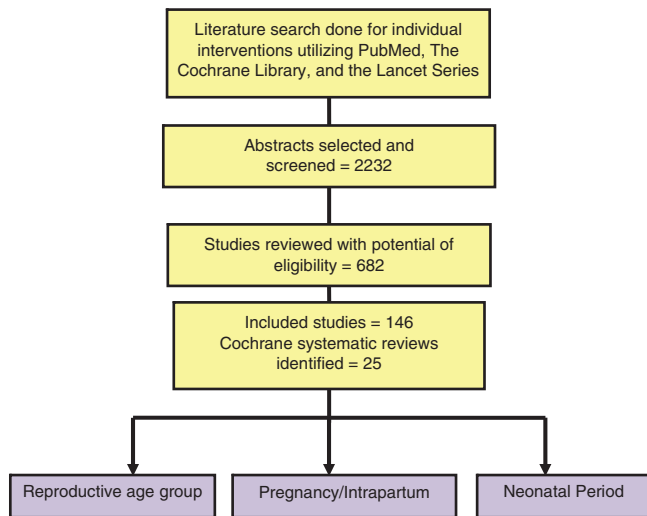 Literature search done for individual
interventions utilizing PubMed, The
Cochrane Library, and the Lancet Series
Abstracts selected and
screened = 2232
Studies reviewed with potential of
eligibility = 682
Included studies = 146
Cochrane systematic reviews
identified = 25
Reproductive age group
Pregnancy/Intrapartum
Neonatal Period